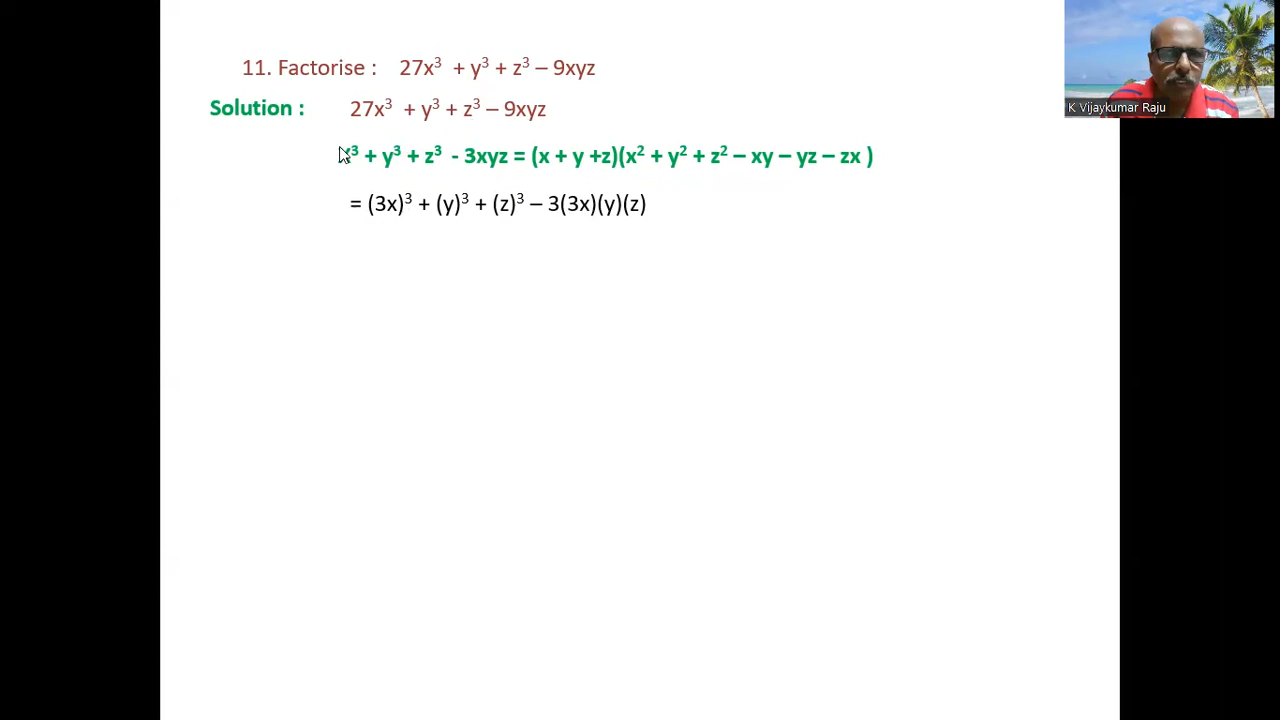 11. Factorise : 27x³ + y³ + z³ – 9xyz
Solution : 27x³ + y³ + z³ – 9xyz
x³ + y³ + z³ - 3xyz = (x + y +z)(x² + y² + z² – xy – yz – zx )
= (3x)³ + (y)³ + (z)³ – 3(3x)(y)(z)
K Vijaykumar Raju